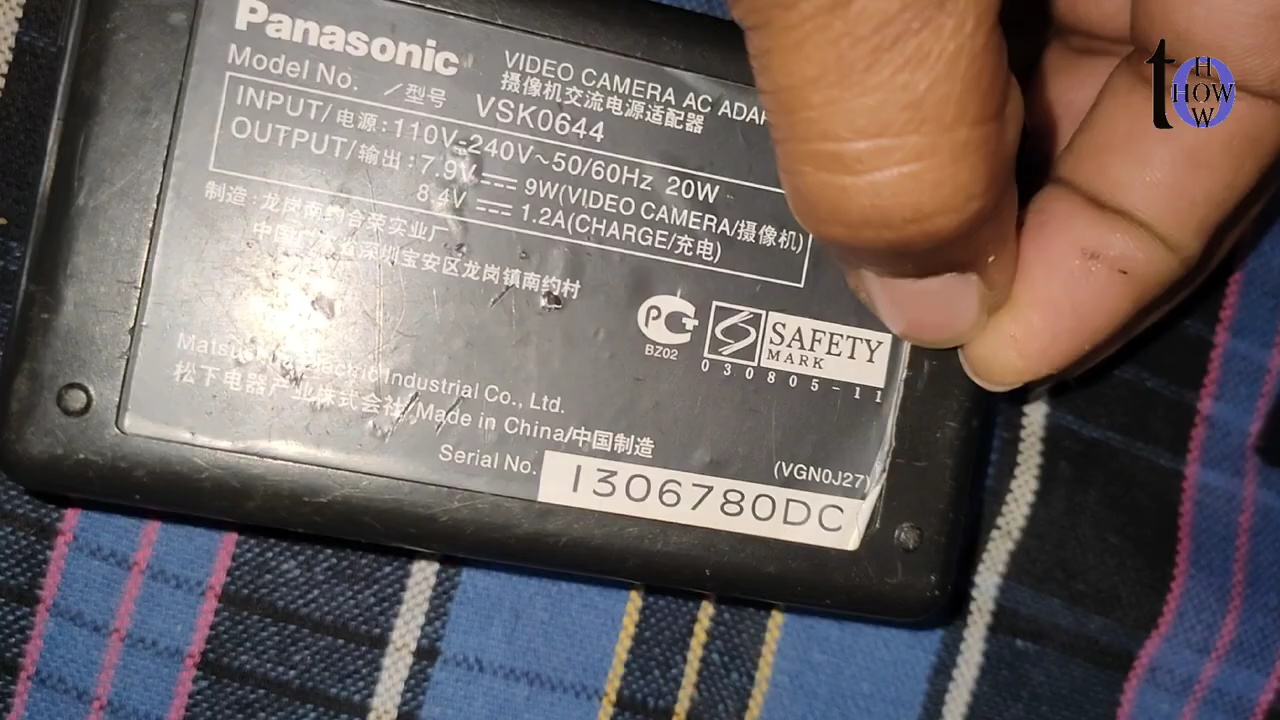 Panasonic
VIDEO CAMERA AC
摄像机交流电源适配器
Model No. /型号 VSK0644
INPUT/电源:110V-240V~50/60Hz 20W
OUTPUT/输出:7.9V⎓9W(VIDEO CAMERA/摄像机)
8.4V⎓1.2A(CHARGE/充电)
制造:龙岗南约合荣实业厂
中国深圳宝安区龙岗镇南约村
PCT
BZ02
S SAFETY
MARK
030805-11
Electric Industrial Co., Ltd.
松下电器产业株式会社/Made in China/中国制造
(VGN0J27)
Serial No. 1306780DC
t
HOW
HOW